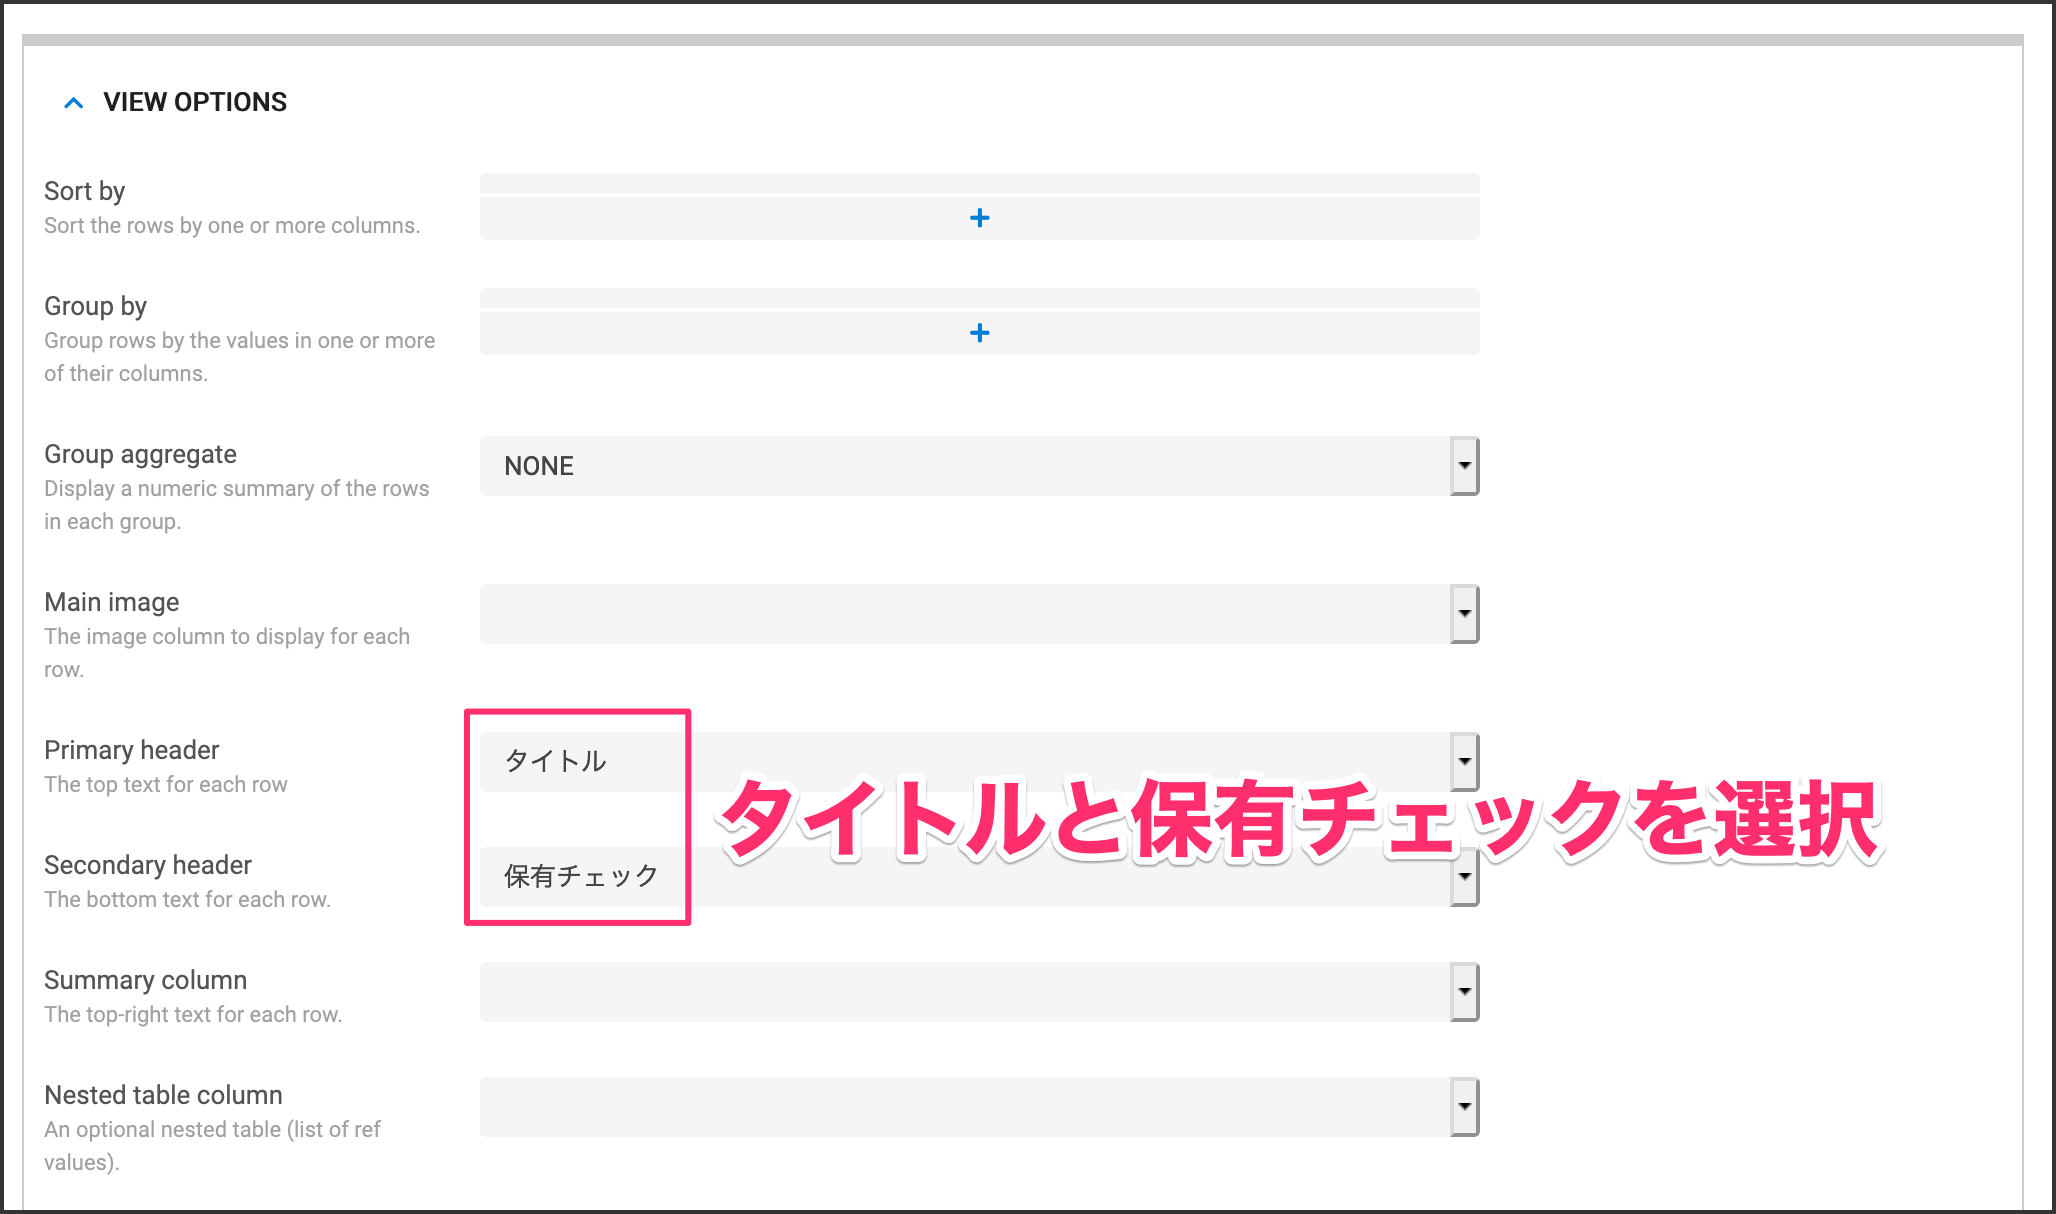 VIEW OPTIONS
Sort by
Sort the rows by one or more columns.
Group by
Group rows by the values in one or more
of their columns.
Group aggregate
Display a numeric summary of the rows
in each group.
NONE
Main image
The image column to display for each
row.
Primary header
The top text for each row
タイトル
タイトルと保有チェックを選択
Secondary header
The bottom text for each row.
保有チェック
Summary column
The top-right text for each row.
Nested table column
An optional nested table (list of ref
values).